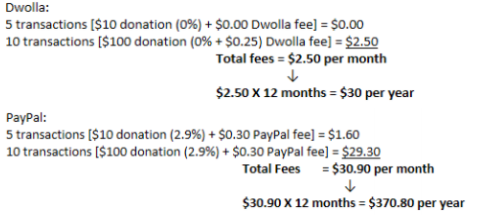 Dwolla:
5 transactions [$10 donation (0%) + $0.00 Dwolla fee] = $0.00
10 transactions [$100 donation (0% + $0.25) Dwolla fee] = $2.50
Total fees = $2.50 per month
↓
$2.50 X 12 months = $30 per year
PayPal:
5 transactions [$10 donation (2.9%) + $0.30 PayPal fee] = $1.60
10 transactions [$100 donation (2.9%) + $0.30 PayPal fee] = $29.30
Total Fees = $30.90 per month
↓
$30.90 X 12 months = $370.80 per year